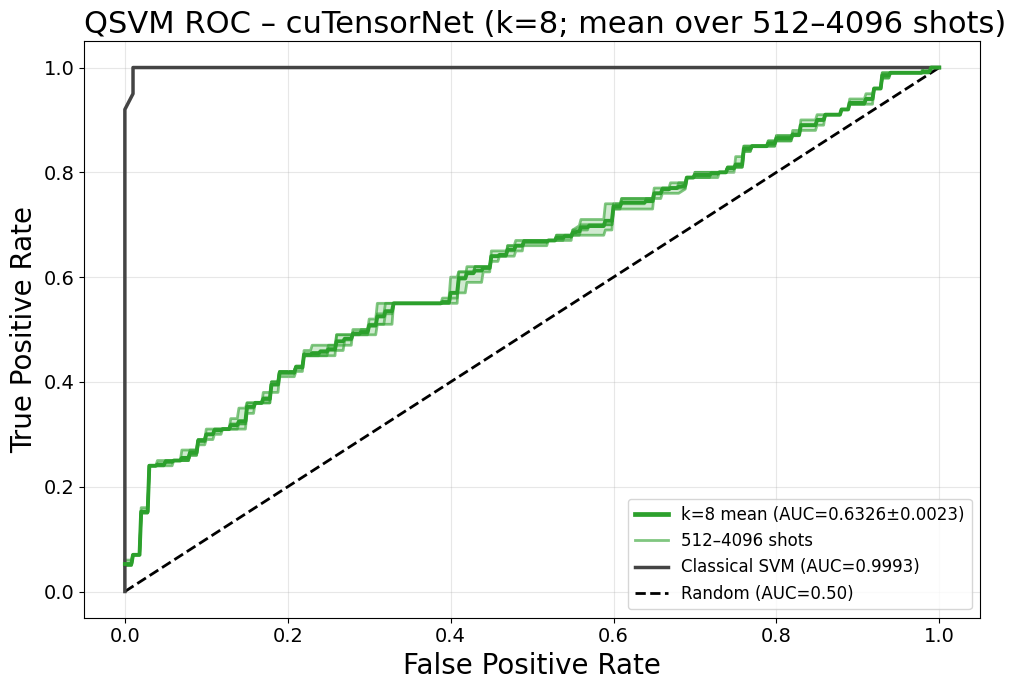 QSVM ROC – cuTensorNet (k=8; mean over 512–4096 shots)
True Positive Rate
1.0
0.8
0.6
0.4
0.2
0.0
k=8 mean (AUC=0.6326±0.0023)
512–4096 shots
Classical SVM (AUC=0.9993)
Random (AUC=0.50)
0.0 0.2 0.4 0.6 0.8 1.0
False Positive Rate